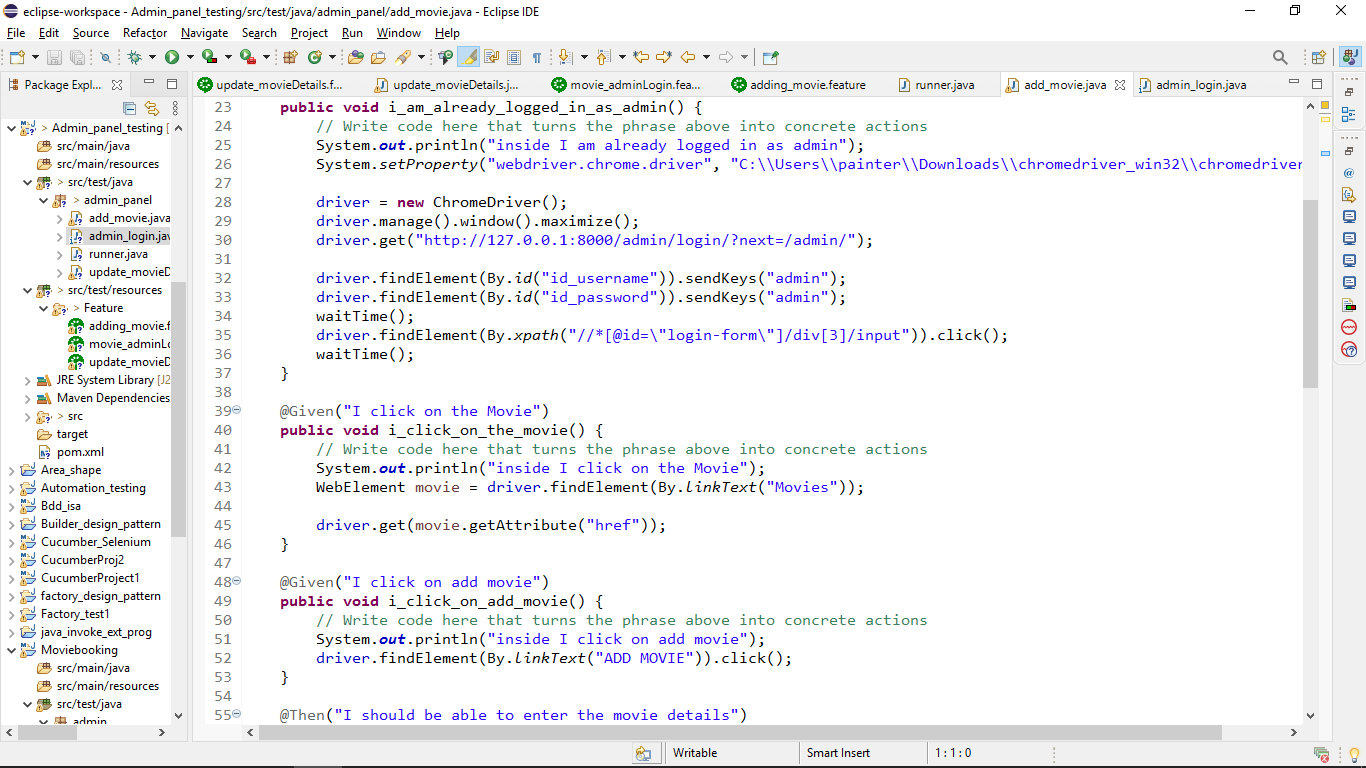 eclipse-workspace - Admin_panel_testing/src/test/java/admin_panel/add_movie.java - Eclipse IDE
File Edit Source Refactor Navigate Search Project Run Window Help
Package Expl...
update_movieDetails.f... update_movieDetails.j... movie_adminLogin.fea... adding_movie.feature runner.java add_movie.java admin_login.java
> Admin_panel_testing [
src/main/java
src/main/resources
> src/test/java
> admin_panel
add_movie.java
admin_login.jav
runner.java
update_movieD
> src/test/resources
> Feature
adding_movie.f
movie_adminLo
update_movieD
JRE System Library [J2
Maven Dependencies
> src
target
pom.xml
Area_shape
Automation_testing
Bdd_isa
Builder_design_pattern
Cucumber_Selenium
CucumberProj2
CucumberProject1
factory_design_pattern
Factory_test1
java_invoke_ext_prog
Moviebooking
src/main/java
src/main/resources
src/test/java
admin
23 public void i_am_already_logged_in_as_admin() {
24 // Write code here that turns the phrase above into concrete actions
25 System.out.println("inside I am already logged in as admin");
26 System.setProperty("webdriver.chrome.driver", "C:\\Users\\painter\\Downloads\\chromedriver_win32\\chromedriver
27
28 driver = new ChromeDriver();
29 driver.manage().window().maximize();
30 driver.get("http://127.0.0.1:8000/admin/login/?next=/admin/");
31
32 driver.findElement(By.id("id_username")).sendKeys("admin");
33 driver.findElement(By.id("id_password")).sendKeys("admin");
34 waitTime();
35 driver.findElement(By.xpath("//*[@id=\"login-form\"]/div[3]/input")).click();
36 waitTime();
37 }
38
39 @Given("I click on the Movie")
40 public void i_click_on_the_movie() {
41 // Write code here that turns the phrase above into concrete actions
42 System.out.println("inside I click on the Movie");
43 WebElement movie = driver.findElement(By.linkText("Movies"));
44
45 driver.get(movie.getAttribute("href"));
46 }
47
48 @Given("I click on add movie")
49 public void i_click_on_add_movie() {
50 // Write code here that turns the phrase above into concrete actions
51 System.out.println("inside I click on add movie");
52 driver.findElement(By.linkText("ADD MOVIE")).click();
53 }
54
55 @Then("I should be able to enter the movie details")
Writable Smart Insert 1 : 1 : 0